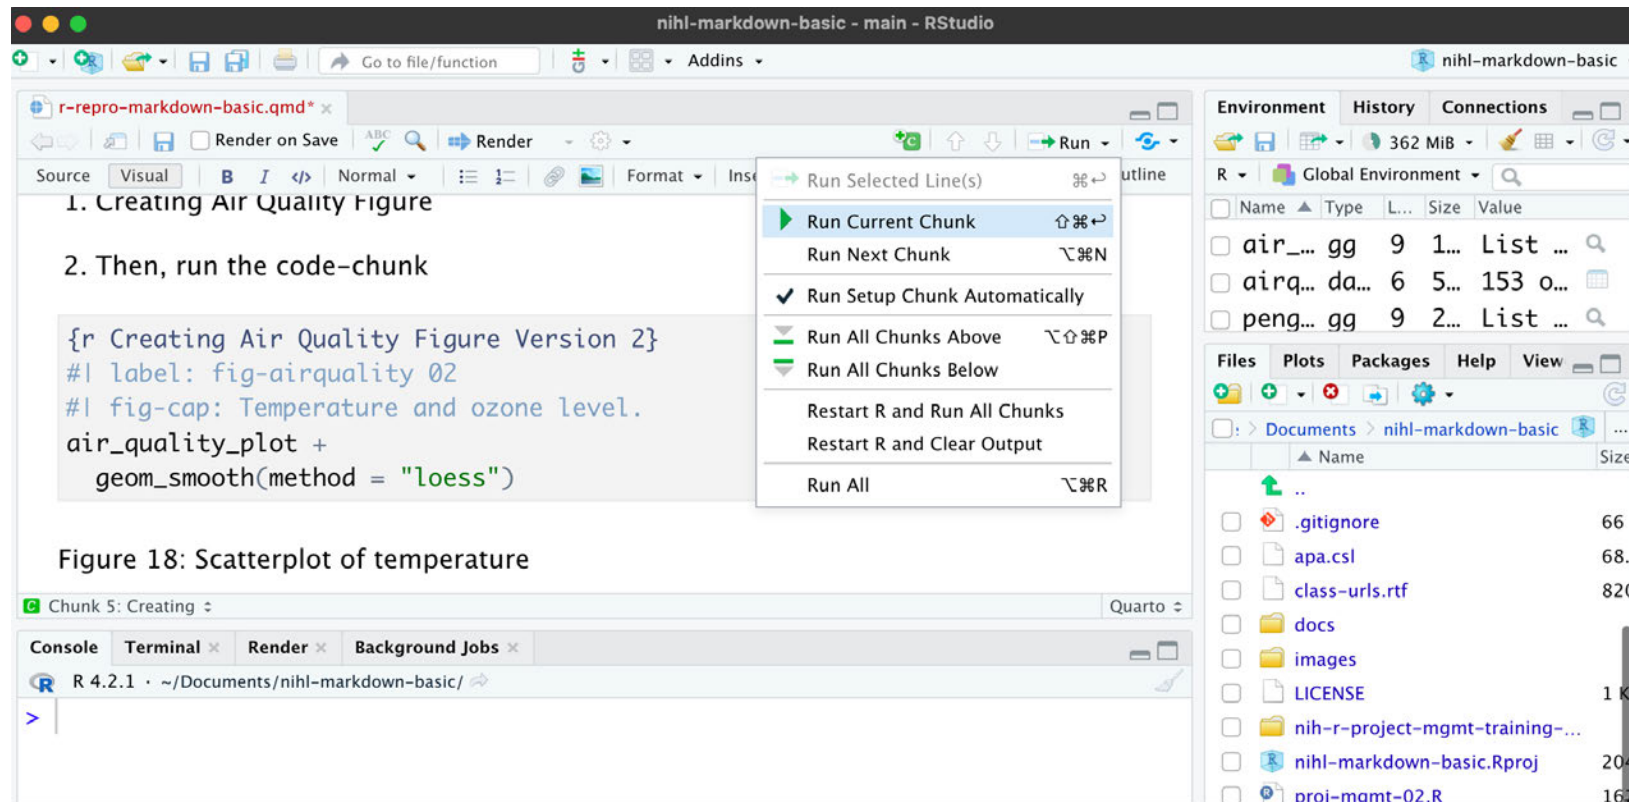 nihl-markdown-basic - main - RStudio
Go to file/function
Addins
nihl-markdown-basic
r-repro-markdown-basic.qmd*
Render on Save
ABC
Render
Run
Source Visual B I </> Normal Format Inse utline
1. Creating Air Quality Figure
2. Then, run the code-chunk
{r Creating Air Quality Figure Version 2}
#| label: fig-airquality 02
#| fig-cap: Temperature and ozone level.
air_quality_plot +
geom_smooth(method = "loess")
Figure 18: Scatterplot of temperature
Chunk 5: Creating
Quarto
Run Selected Line(s) ⌘↩
Run Current Chunk ⇧⌘↩
Run Next Chunk ⌥⌘N
Run Setup Chunk Automatically
Run All Chunks Above ⌥⇧⌘P
Run All Chunks Below
Restart R and Run All Chunks
Restart R and Clear Output
Run All ⌥⌘R
Console Terminal Render Background Jobs
R 4.2.1 · ~/Documents/nihl-markdown-basic/
>
Environment History Connections
362 MiB
R Global Environment
Name Type L... Size Value
air_... gg 9 1... List ...
airq... da... 6 5... 153 o...
peng... gg 9 2... List ...
Files Plots Packages Help View
Documents > nihl-markdown-basic ...
Name Size
..
.gitignore 66
apa.csl 68.
class-urls.rtf 820
docs
images
LICENSE 1 K
nih-r-project-mgmt-training-...
nihl-markdown-basic.Rproj 204
proj-mgmt-02.R 16